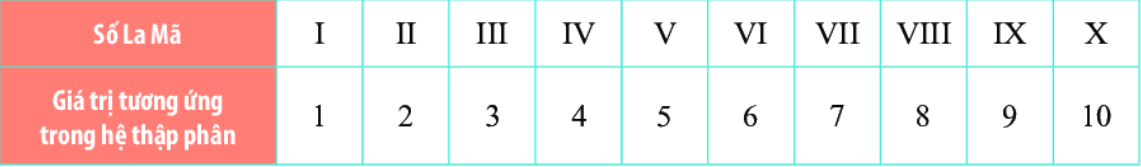 Số La Mã I II III IV V VI VII VIII IX X
Giá trị tương ứng
trong hệ thập phân 1 2 3 4 5 6 7 8 9 10